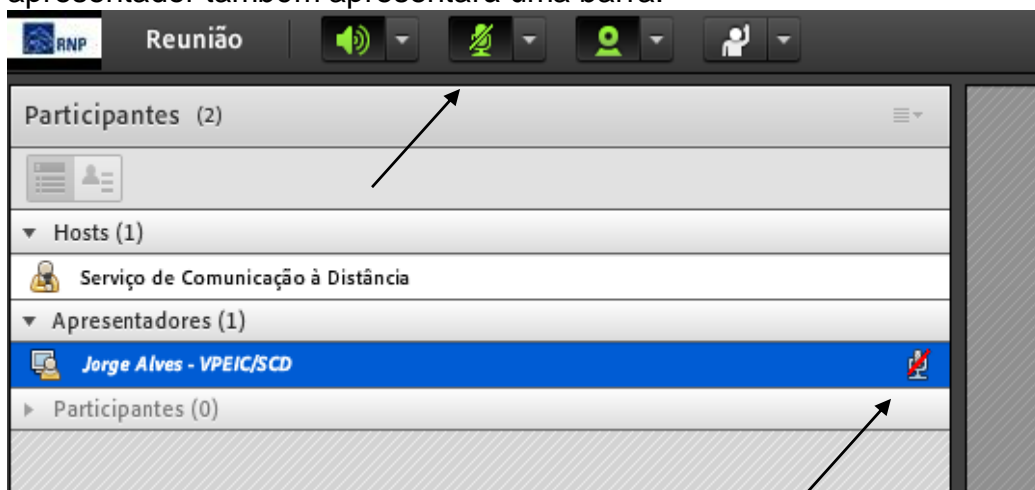 apresentador também apresentará uma barra.
RNP Reunião
Participantes (2)
Hosts (1)
Serviço de Comunicação à Distância
Apresentadores (1)
Jorge Alves - VPEIC/SCD
Participantes (0)